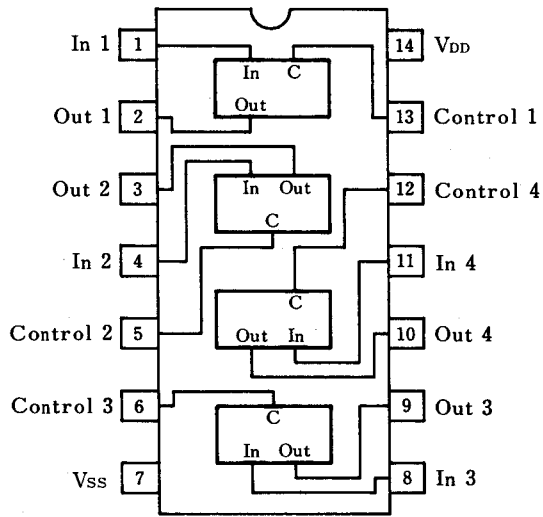 In 1 1 14 VDD
In C
Out
Out 1 2 13 Control 1
Out 2 3 12 Control 4
In Out
C
In 2 4 11 In 4
C
Control 2 5 10 Out 4
Out In
Control 3 6 9 Out 3
C
In Out
VSS 7 8 In 3